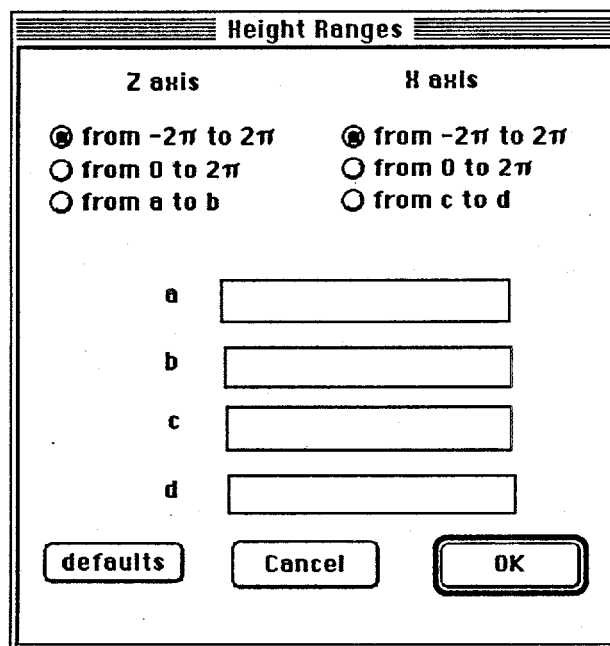 Height Ranges
Z axis X axis
from -2π to 2π from -2π to 2π
from 0 to 2π from 0 to 2π
from a to b from c to d
a
b
c
d
defaults Cancel OK